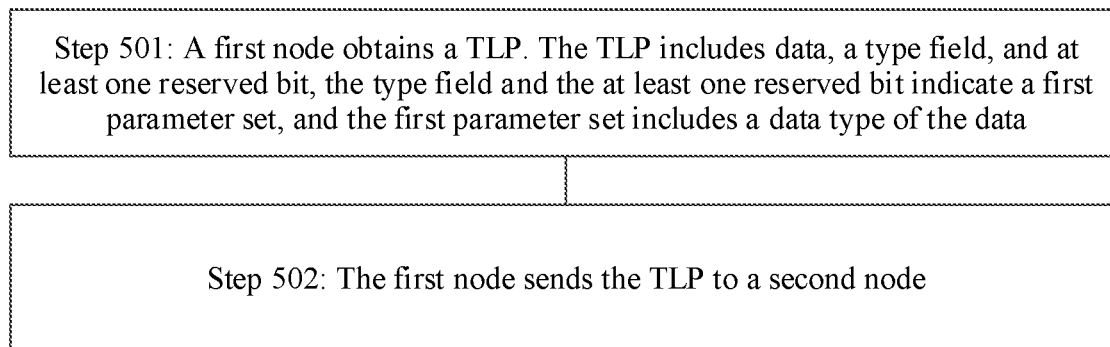 Step 501: A first node obtains a TLP. The TLP includes data, a type field, and at
least one reserved bit, the type field and the at least one reserved bit indicate a first
parameter set, and the first parameter set includes a data type of the data
Step 502: The first node sends the TLP to a second node